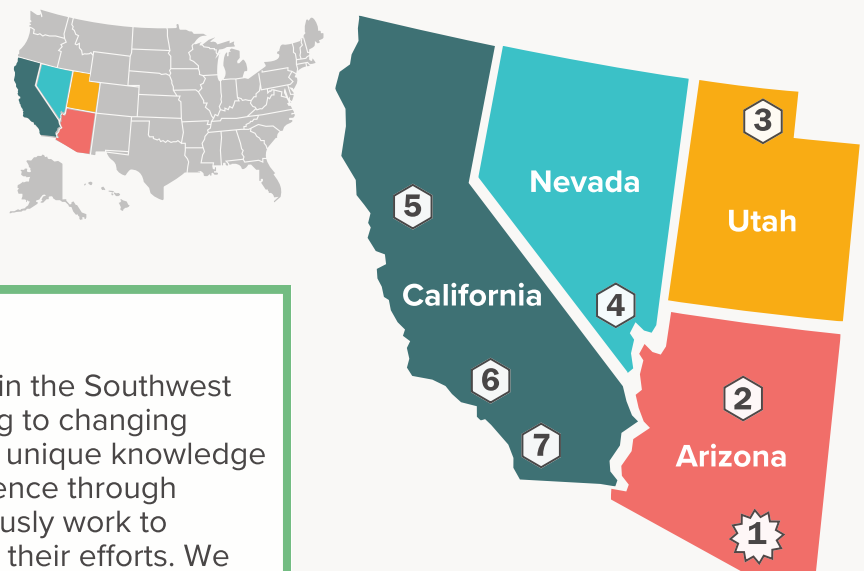 3
Nevada
5
Utah
California
4
6
2
7
Arizona
1
in the Southwest
g to changing
unique knowledge
ence through
usly work to
their efforts. We